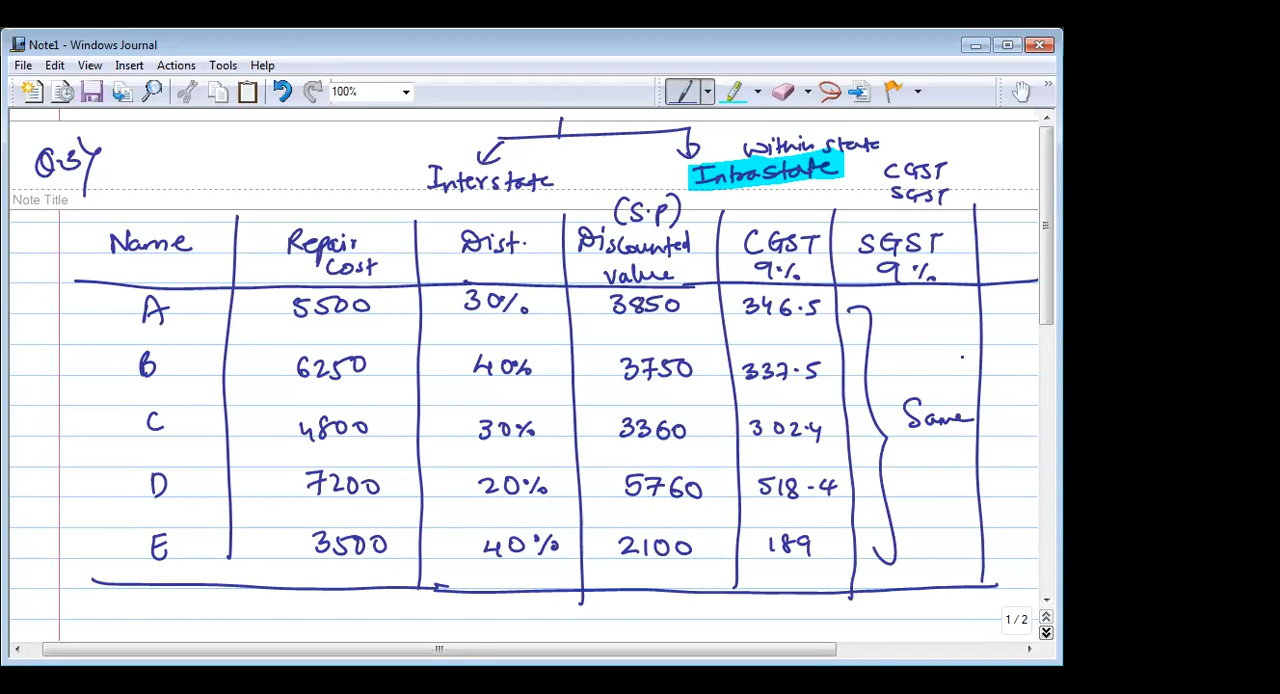 Note1 - Windows Journal
File Edit View Insert Actions Tools Help
100%
Q.3Y
within state
Interstate
Intrastate
CGST
SGST
Note Title
(S.P)
Name Repair Cost Dist. Discounted value CGST 9% SGST 9%
A 5500 30% 3850 346.5
B 6250 40% 3750 337.5
C 4800 30% 3360 302.4 Same
D 7200 20% 5760 518.4
E 3500 40% 2100 189
1 / 2